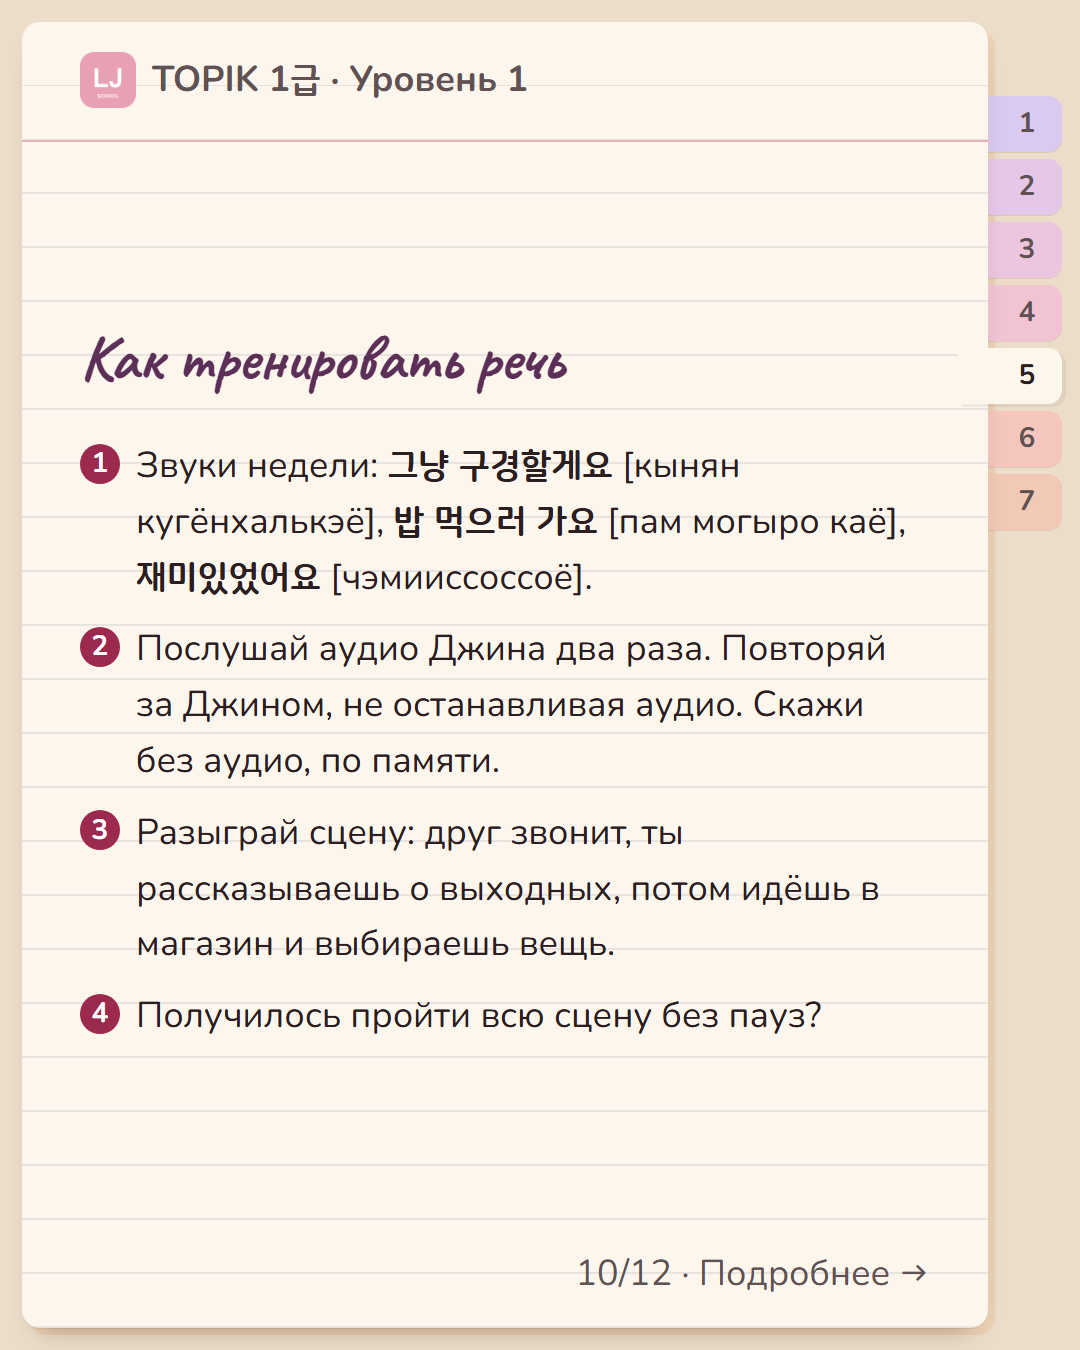 LJ
SCHOOL
TOPIK 1급 · Уровень 1
1
2
3
4
5
6
7
Как тренировать речь
1 Звуки недели: 그냥 구경할게요 [кынян
кугёнхалькэё], 밥 먹으러 가요 [пам могыро каё],
재미있었어요 [чэмииссоссоё].
2 Послушай аудио Джина два раза. Повторяй
за Джином, не останавливая аудио. Скажи
без аудио, по памяти.
3 Разыграй сцену: друг звонит, ты
рассказываешь о выходных, потом идёшь в
магазин и выбираешь вещь.
4 Получилось пройти всю сцену без пауз?
10/12 · Подробнее →